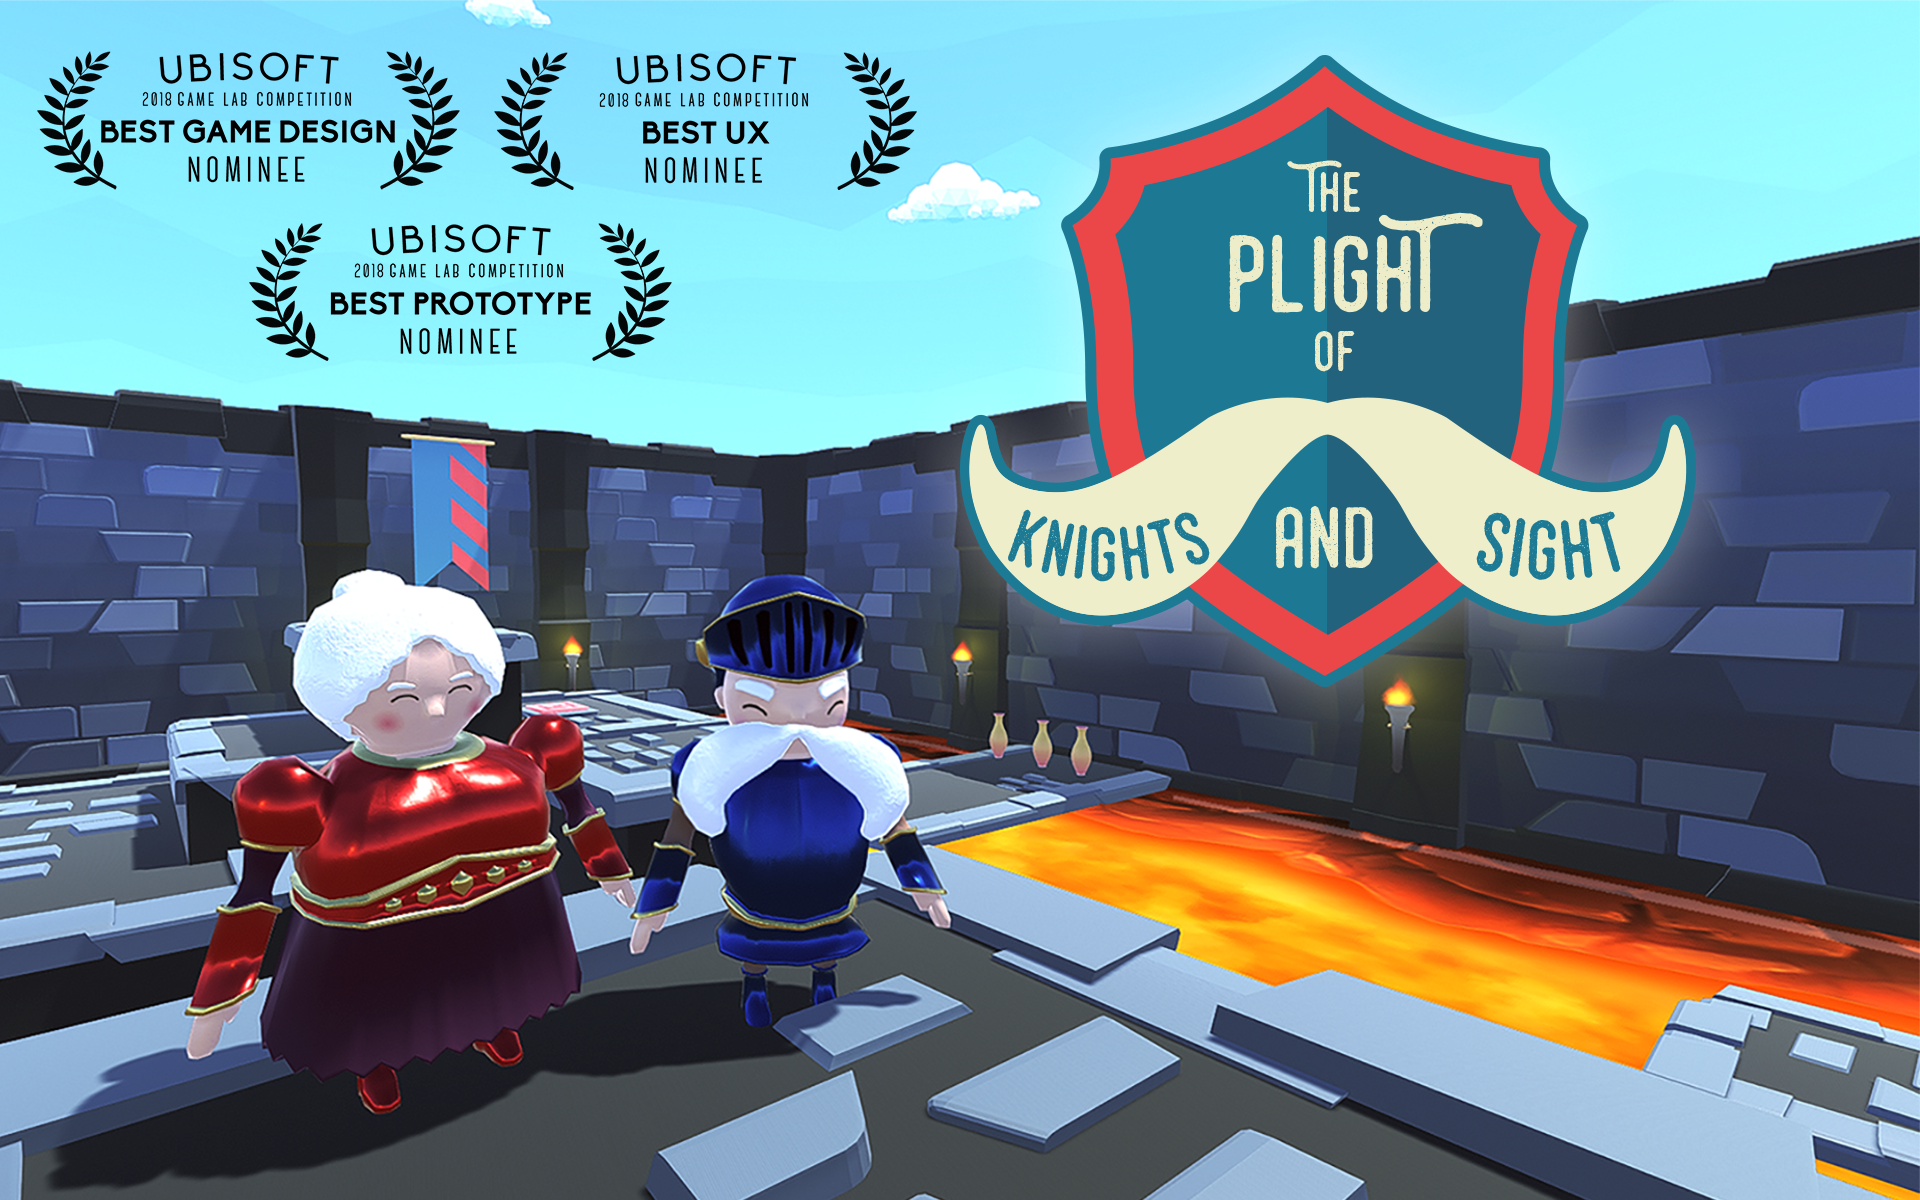 UBISOFT
2018 GAME LAB COMPETITION
BEST GAME DESIGN
NOMINEE
UBISOFT
2018 GAME LAB COMPETITION
BEST UX
NOMINEE
UBISOFT
2018 GAME LAB COMPETITION
BEST PROTOTYPE
NOMINEE
THE
PLIGHT
OF
KNIGHTS AND SIGHT